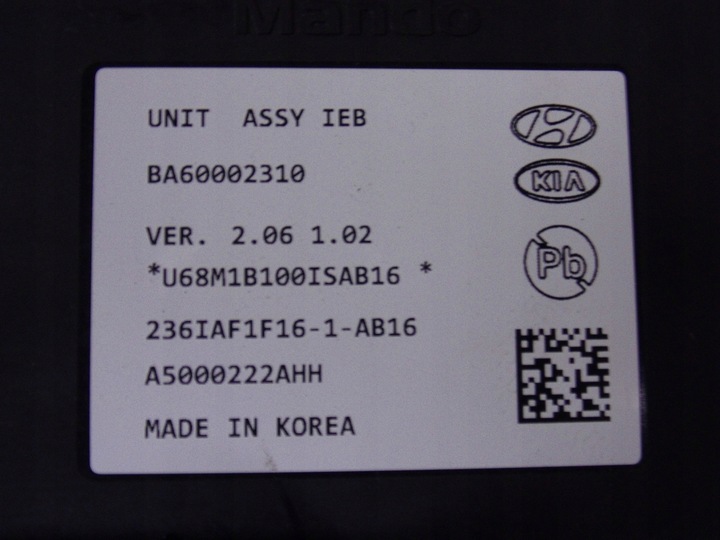 Mando
UNIT ASSY IEB
BA60002310
KIA
VER. 2.06 1.02
*U68M1B100ISAB16 *
Pb
236IAF1F16-1-AB16
A5000222AHH
MADE IN KOREA